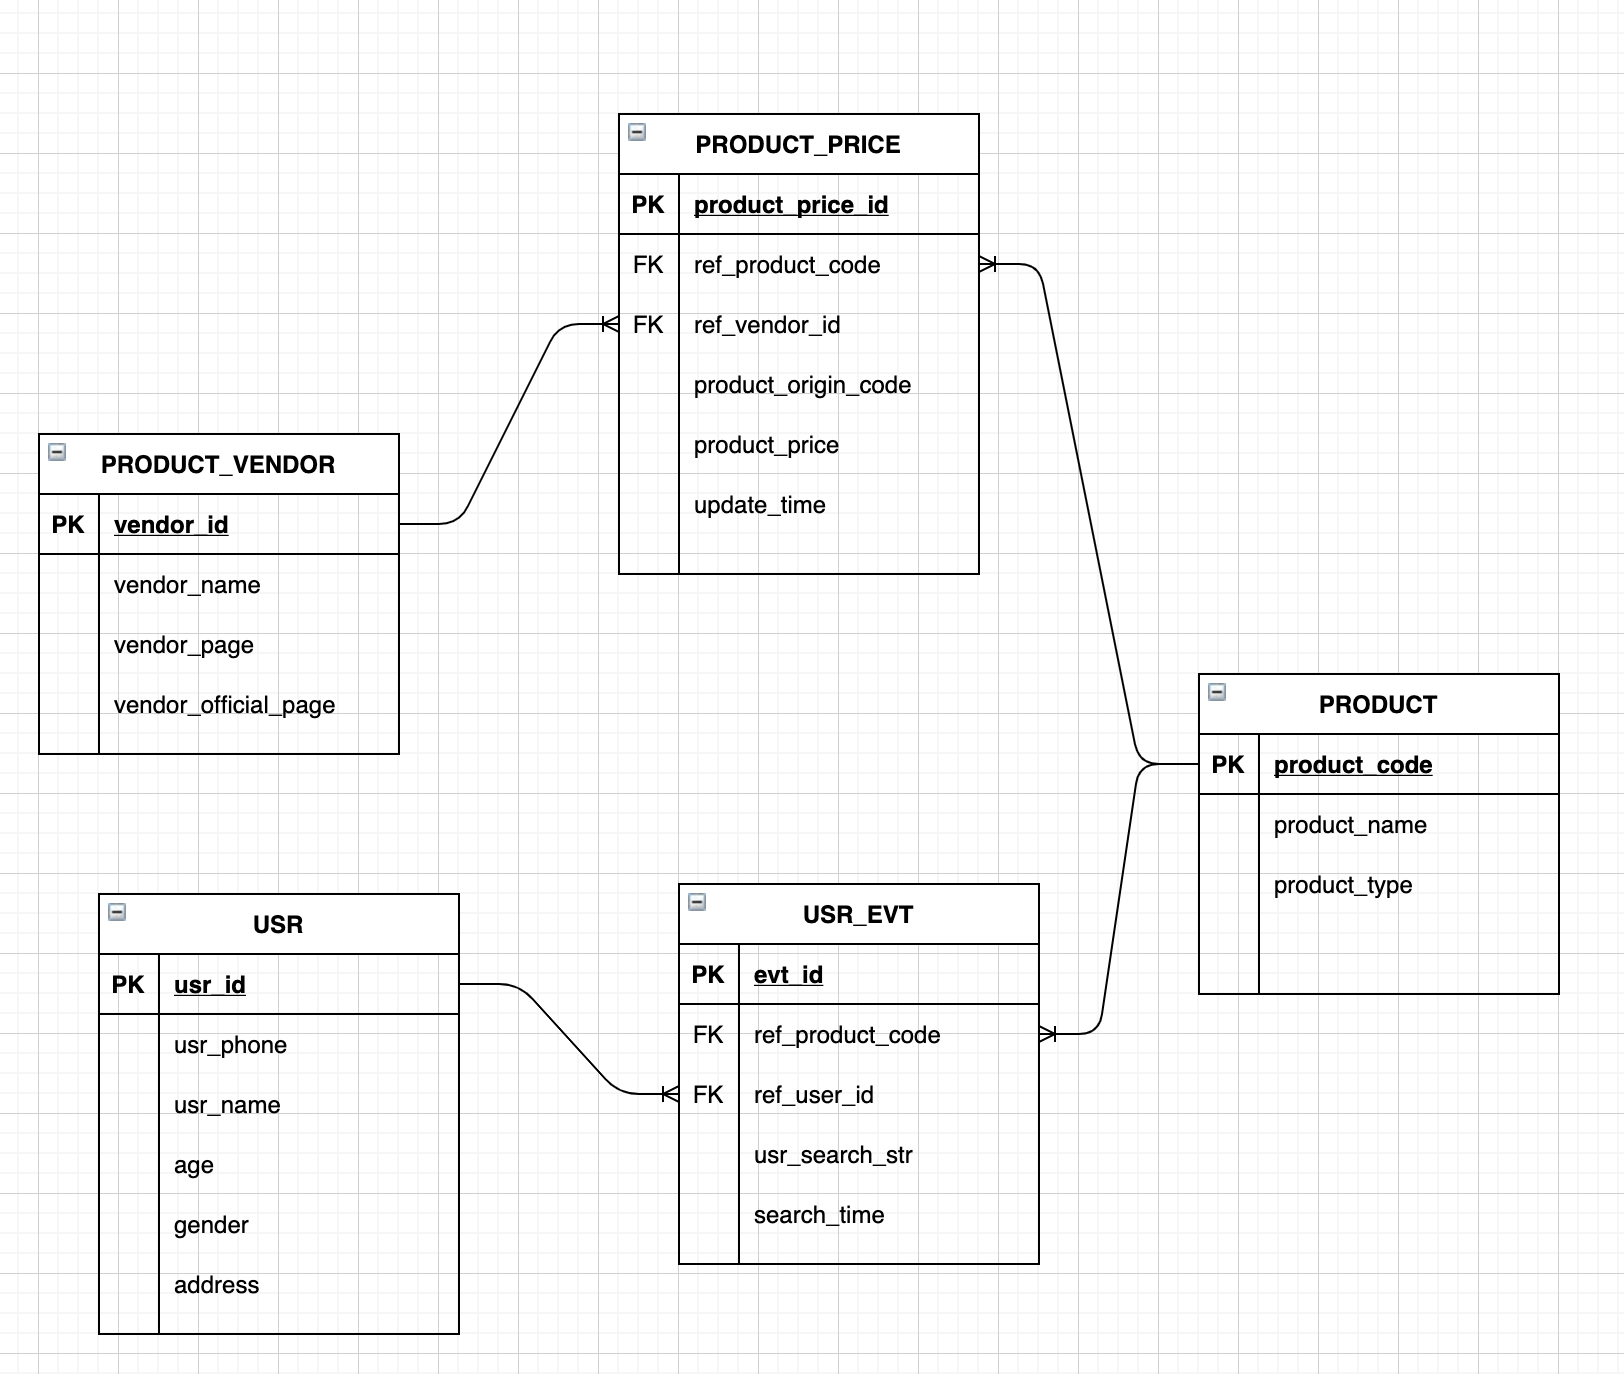 PRODUCT_PRICE
PK product_price_id
FK ref_product_code
FK ref_vendor_id
product_origin_code
product_price
update_time
PRODUCT_VENDOR
PK vendor_id
vendor_name
vendor_page
vendor_official_page
PRODUCT
PK product_code
product_name
product_type
USR
PK usr_id
usr_phone
usr_name
age
gender
address
USR_EVT
PK evt_id
FK ref_product_code
FK ref_user_id
usr_search_str
search_time